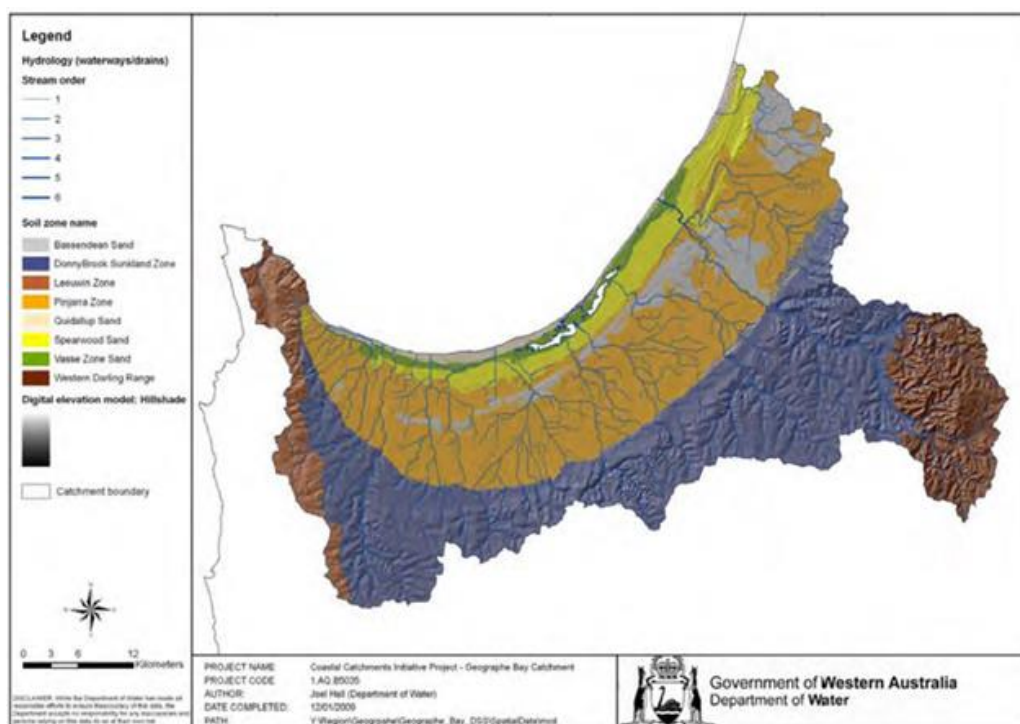 Legend
Hydrology (waterways/drains)
Stream order
1
2
3
4
5
6
Soil zone name
Bassendean Sand
DonnyBrook Sunkland Zone
Leeuwin Zone
Pinjarra Zone
Quidallup Sand
Spearwood Sand
Vasse Zone Sand
Western Darling Range
Digital elevation model: Hillshade
Catchment boundary
0 3 6 12
Kilometers
PROJECT NAME Coastal Catchments Initiative Project - Geographe Bay Catchment
PROJECT CODE 1.AQ.85035
AUTHOR: Joel Hall (Department of Water)
DATE COMPLETED: 12/01/2009
PATH
Government of Western Australia
Department of Water